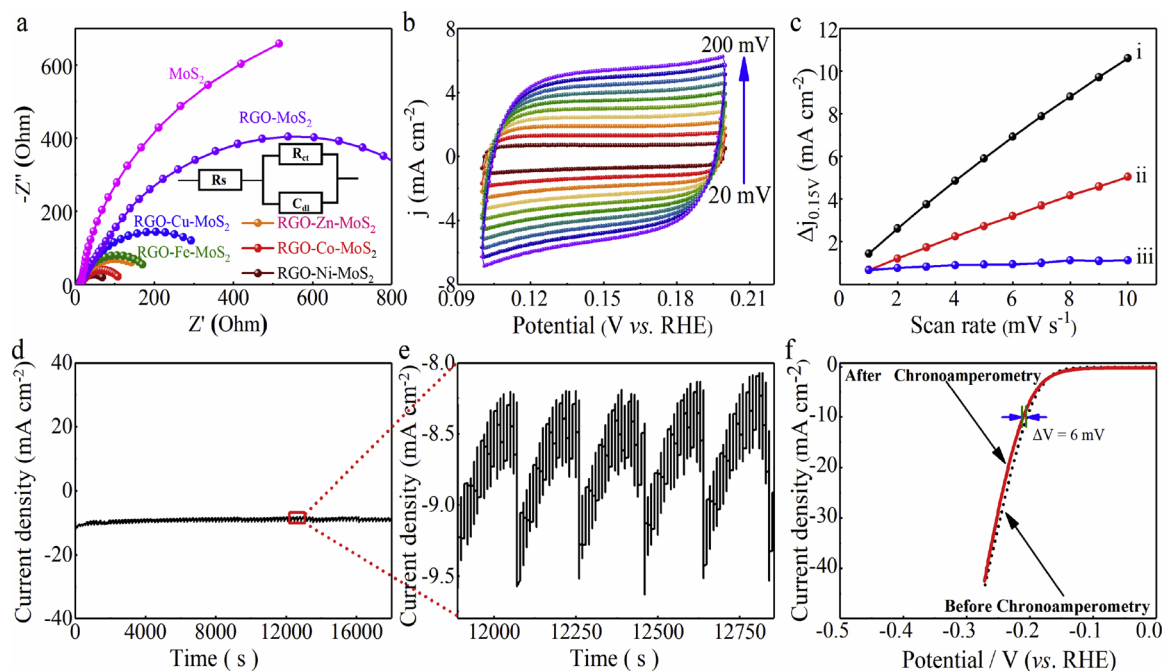 a
600
400
200
0
-Z'' (Ohm)
MoS2
RGO-MoS2
Rs
Rct
Cdl
RGO-Cu-MoS2
RGO-Zn-MoS2
RGO-Fe-MoS2
RGO-Co-MoS2
RGO-Ni-MoS2
0 200 400 600 800
Z' (Ohm)
b
8
4
0
-4
-8
j (mA cm-2)
200 mV
20 mV
0.09 0.12 0.15 0.18 0.21
Potential (V vs. RHE)
c
12
10
8
6
4
2
Δj0.15V (mA cm-2)
i
ii
iii
0 2 4 6 8 10
Scan rate (mV s-1)
d
40
20
0
-20
-40
Current density (mA cm-2)
0 4000 8000 12000 16000
Time ( s)
e
-8.0
-8.5
-9.0
-9.5
Current density (mA cm-2)
12000 12250 12500 12750
Time ( s)
f
0
-10
-20
-30
-40
Current density (mA cm-2)
After Chronoamperometry
ΔV = 6 mV
Before Chronoamperometry
-0.5 -0.4 -0.3 -0.2 -0.1 0.0
Potential / V (vs. RHE)